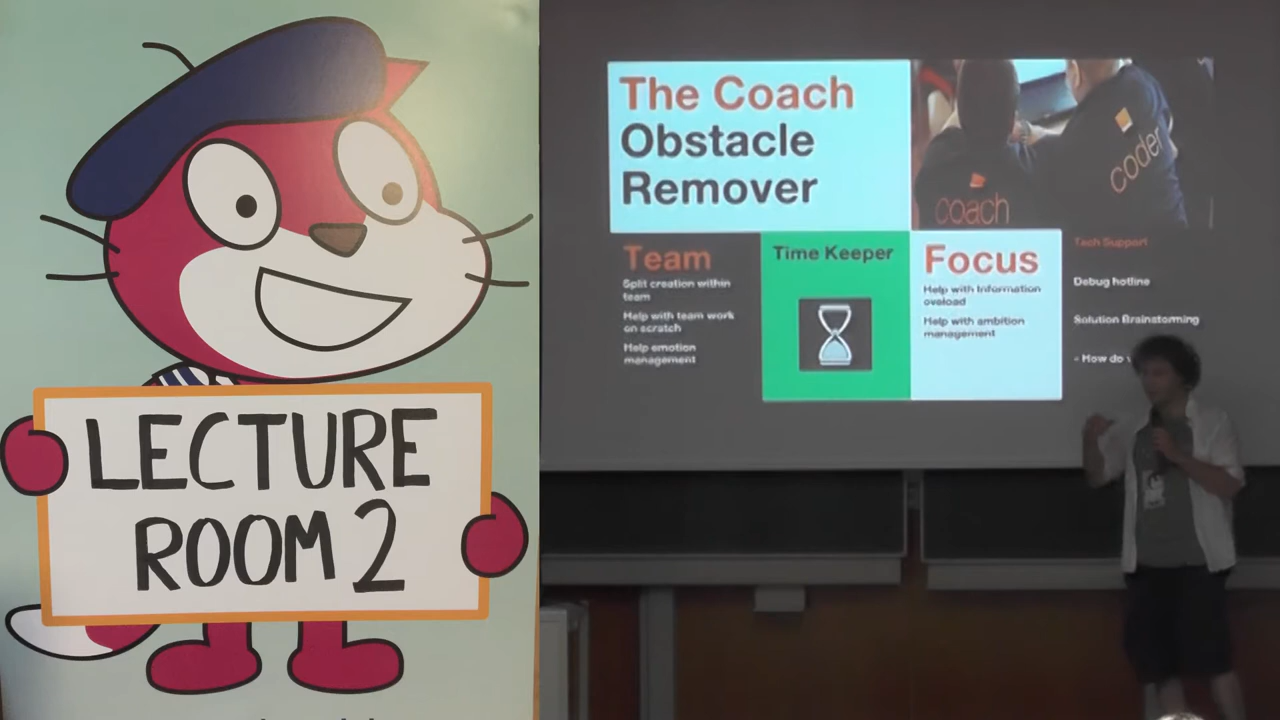 LECTURE
ROOM 2
The Coach
Obstacle
Remover
coach
coder
Team
Split creation within
team
Help with team work
on scratch
Help emotion
management
Time Keeper
Focus
Help with Information
oveload
Help with ambition
management
Tech Support
Debug hotline
Solution Brainstorming
- How do